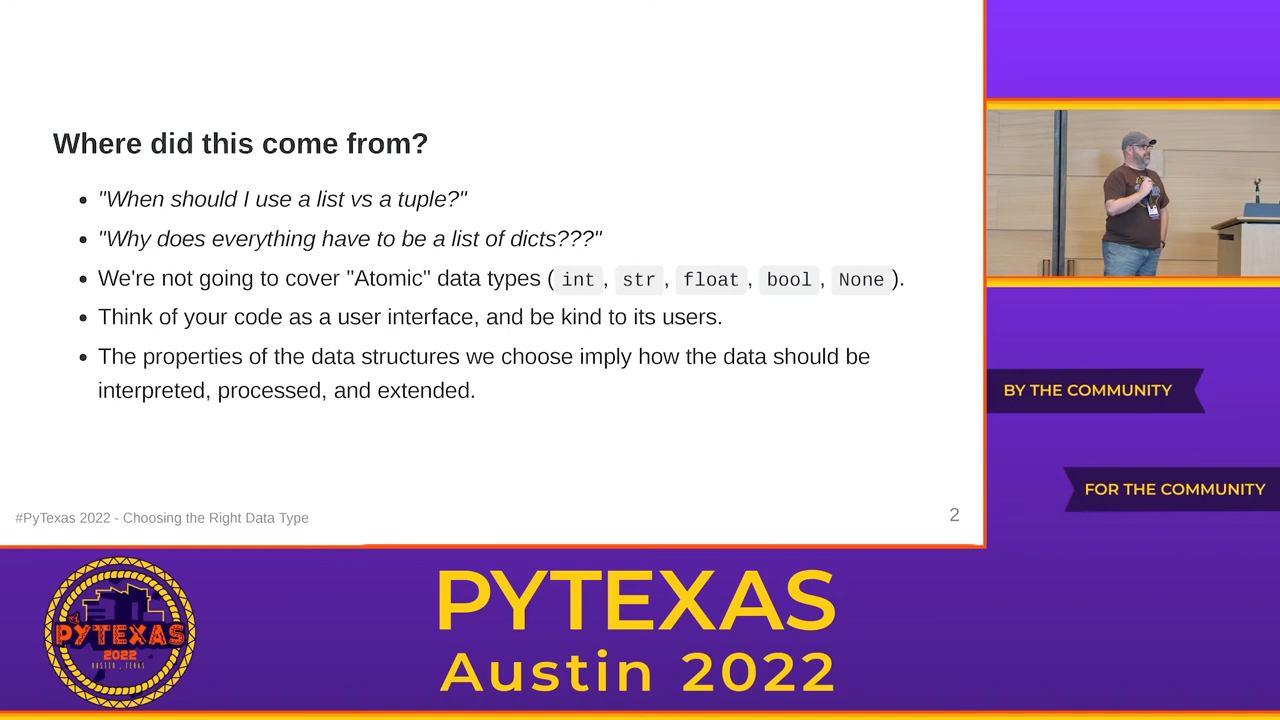 Where did this come from?
• "When should I use a list vs a tuple?"
• "Why does everything have to be a list of dicts???"
• We're not going to cover "Atomic" data types ( int , str , float , bool , None ).
• Think of your code as a user interface, and be kind to its users.
• The properties of the data structures we choose imply how the data should be
interpreted, processed, and extended.
#PyTexas 2022 - Choosing the Right Data Type
2
BY THE COMMUNITY
FOR THE COMMUNITY
PYTEXAS
2022
AUSTIN, TEXAS
PYTEXAS
Austin 2022